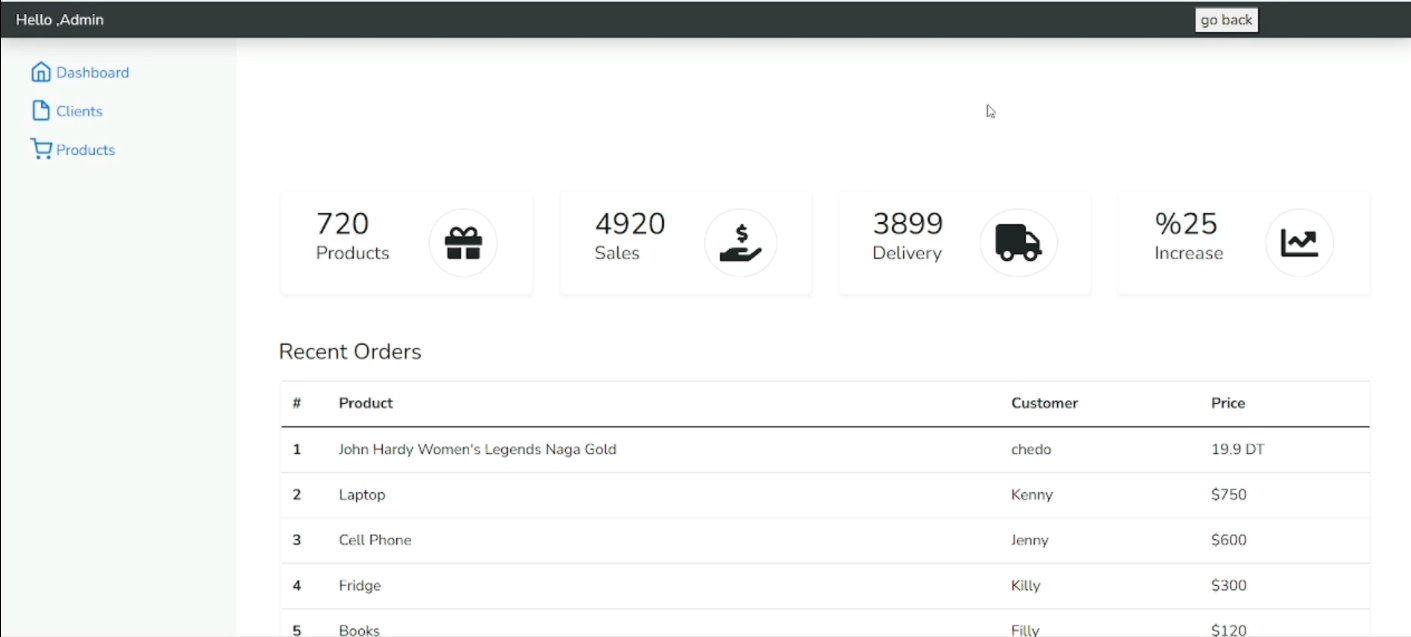 Hello ,Admin
go back
Dashboard
Clients
Products
720
Products
4920
Sales
3899
Delivery
%25
Increase
Recent Orders
# Product Customer Price
1 John Hardy Women's Legends Naga Gold chedo 19.9 DT
2 Laptop Kenny $750
3 Cell Phone Jenny $600
4 Fridge Killy $300
5 Books Filly $120